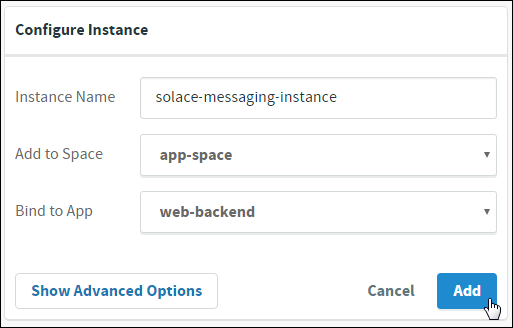 Configure Instance
Instance Name solace-messaging-instance
Add to Space app-space
Bind to App web-backend
Show Advanced Options Cancel Add